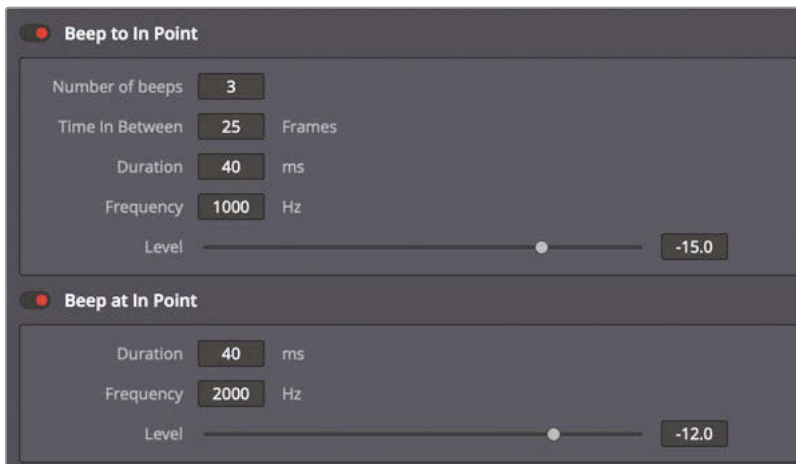 Beep to In Point
Number of beeps 3
Time In Between 25 Frames
Duration 40 ms
Frequency 1000 Hz
Level -15.0
Beep at In Point
Duration 40 ms
Frequency 2000 Hz
Level -12.0